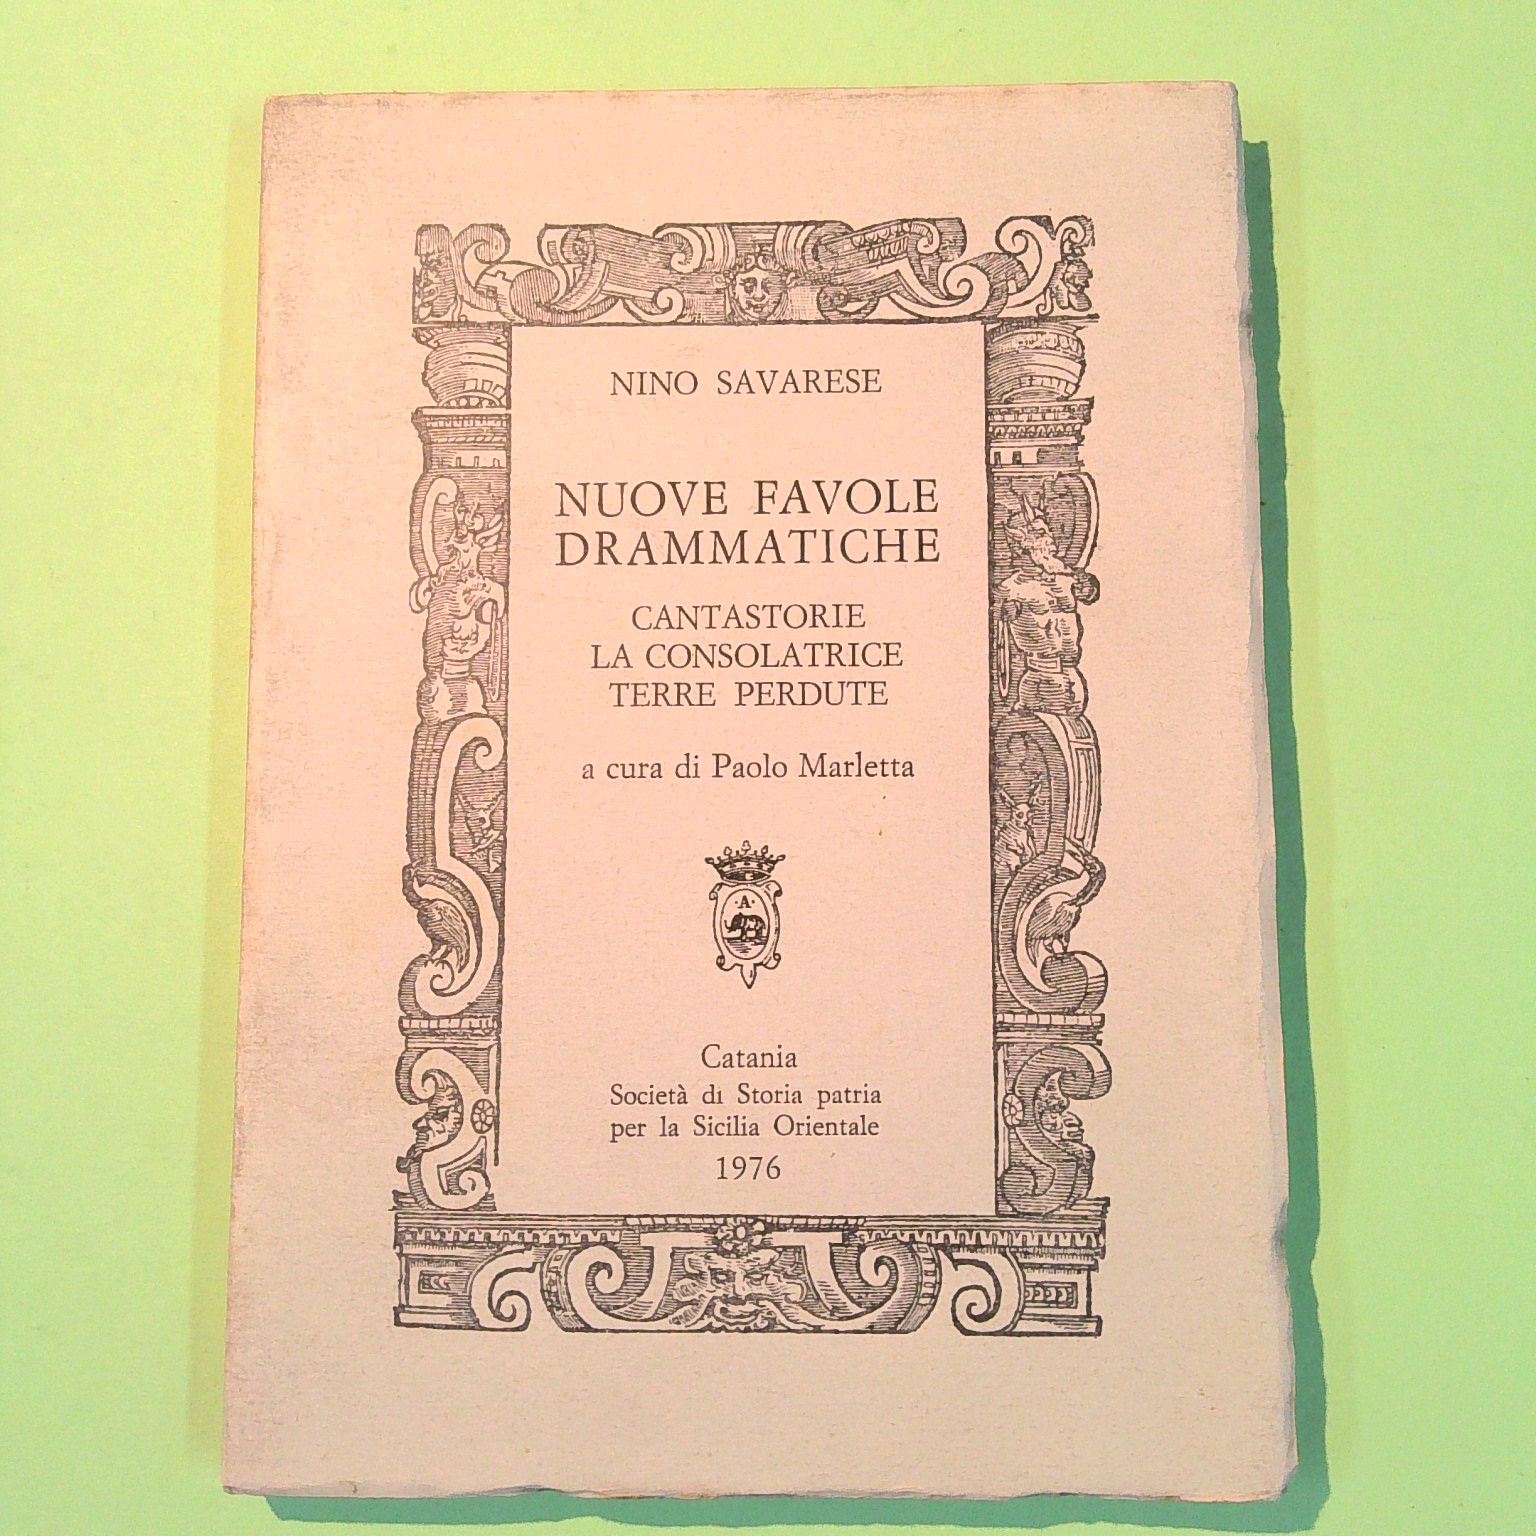 NINO SAVARESE
NUOVE FAVOLE
DRAMMATICHE
CANTASTORIE
LA CONSOLATRICE
TERRE PERDUTE
a cura di Paolo Marletta
·A·
Catania
Società di Storia patria
per la Sicilia Orientale
1976